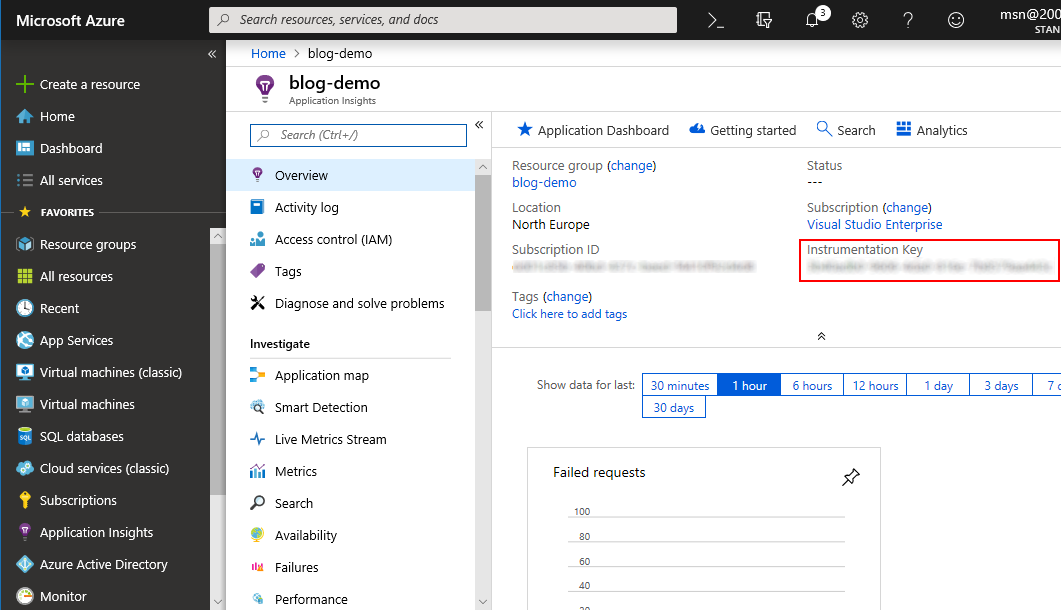 Microsoft Azure
Search resources, services, and docs
3
msn@200
STAN
Create a resource
Home
Dashboard
All services
FAVORITES
Resource groups
All resources
Recent
App Services
Virtual machines (classic)
Virtual machines
SQL databases
Cloud services (classic)
Subscriptions
Application Insights
Azure Active Directory
Monitor
Home > blog-demo
blog-demo
Application Insights
Search (Ctrl+/)
Overview
Activity log
Access control (IAM)
Tags
Diagnose and solve problems
Investigate
Application map
Smart Detection
Live Metrics Stream
Metrics
Search
Availability
Failures
Performance
Application Dashboard Getting started Search Analytics
Resource group (change)
blog-demo
Location
North Europe
Subscription ID
Tags (change)
Click here to add tags
Status
---
Subscription (change)
Visual Studio Enterprise
Instrumentation Key
Show data for last: 30 minutes 1 hour 6 hours 12 hours 1 day 3 days 7
30 days
Failed requests
100
80
60
40
20